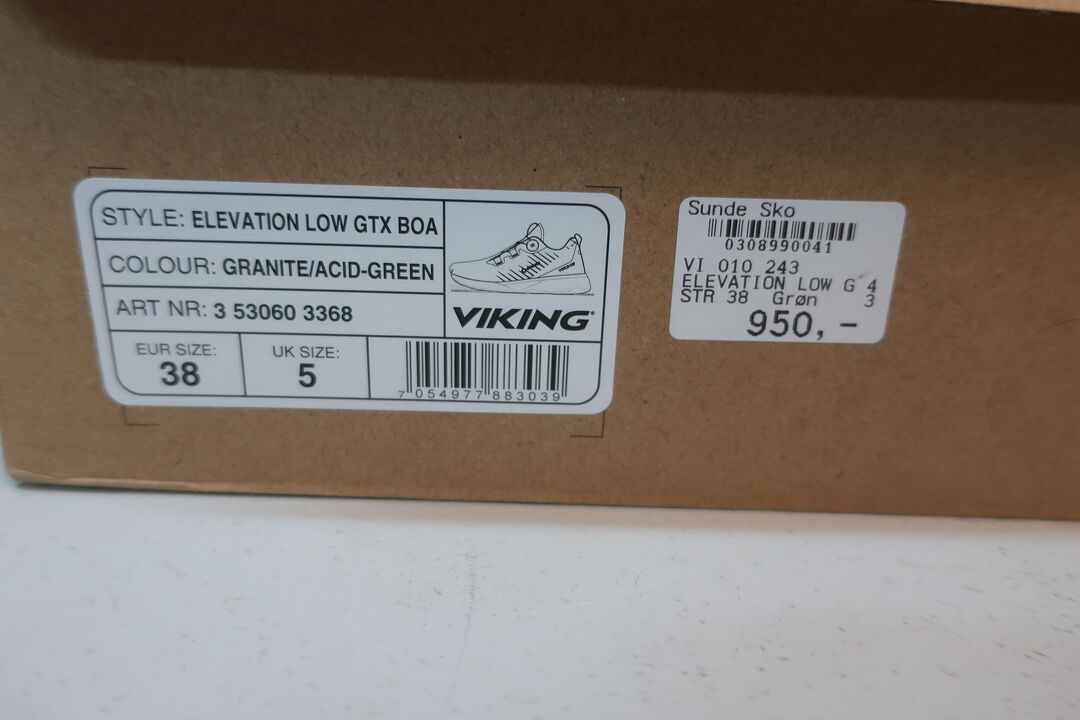 STYLE: ELEVATION LOW GTX BOA
COLOUR: GRANITE/ACID-GREEN
ART NR: 3 53060 3368
VIKING
EUR SIZE:
38
UK SIZE:
5
7 054977 883039
Sunde Sko
0308990041
VI 010 243
ELEVATION LOW G 4
STR 38 Grøn 3
950,-